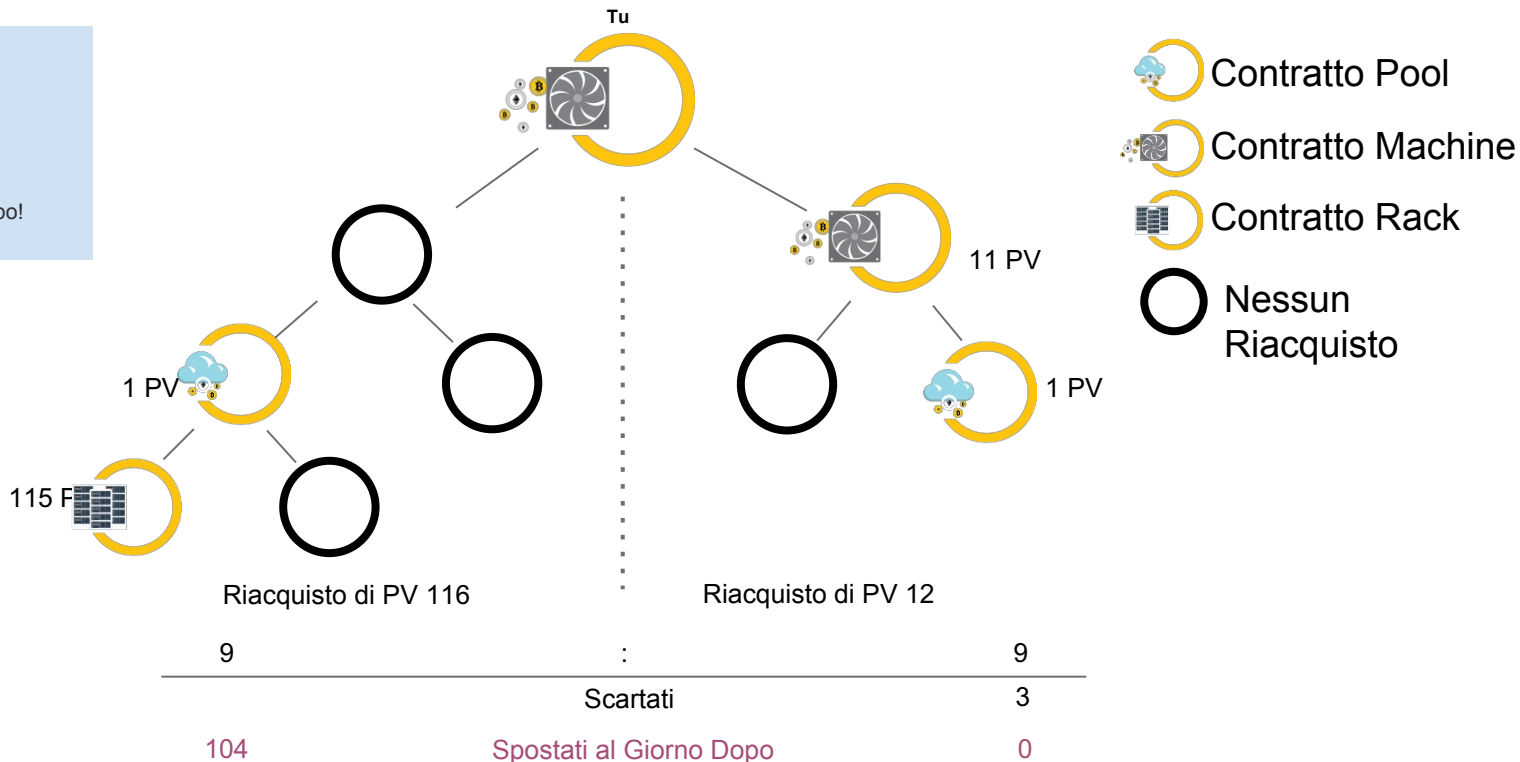 Tu
Contratto Pool
Contratto Machine
Contratto Rack
Nessun
Riacquisto
11 PV
1 PV
1 PV
115
Riacquisto di PV 116
Riacquisto di PV 12
9 : 9
Scartati 3
104 Spostati al Giorno Dopo 0